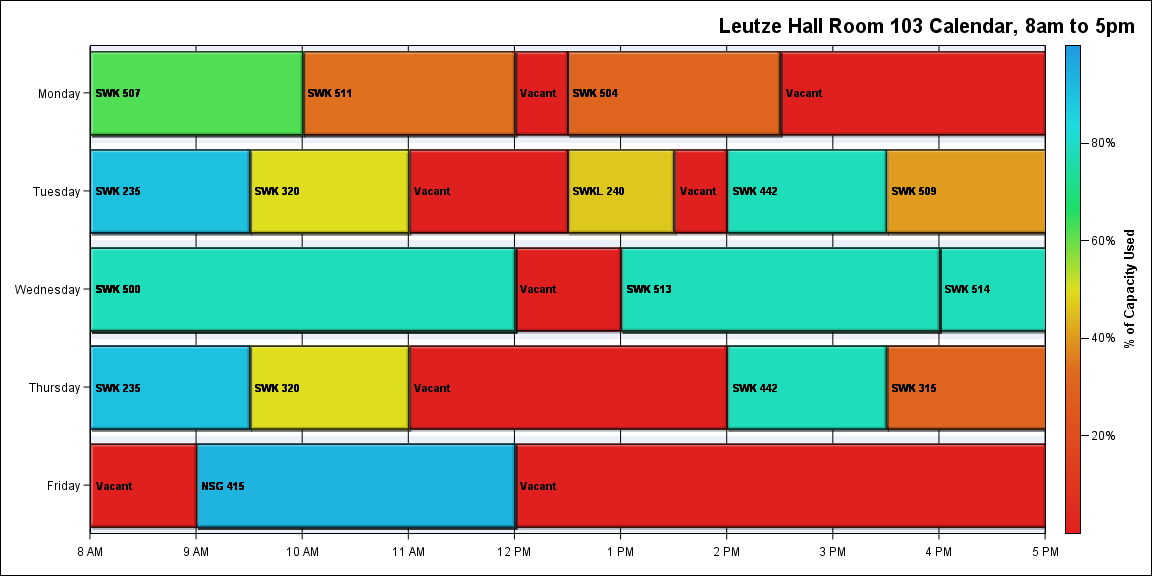 Leutze Hall Room 103 Calendar, 8am to 5pm
Monday
SWK 507
SWK 511
Vacant
SWK 504
Vacant
Tuesday
SWK 235
SWK 320
Vacant
SWKL 240
Vacant
SWK 442
SWK 509
Wednesday
SWK 500
Vacant
SWK 513
SWK 514
Thursday
SWK 235
SWK 320
Vacant
SWK 442
SWK 315
Friday
Vacant
NSG 415
Vacant
8 AM
9 AM
10 AM
11 AM
12 PM
1 PM
2 PM
3 PM
4 PM
5 PM
80%
60%
40%
20%
% of Capacity Used